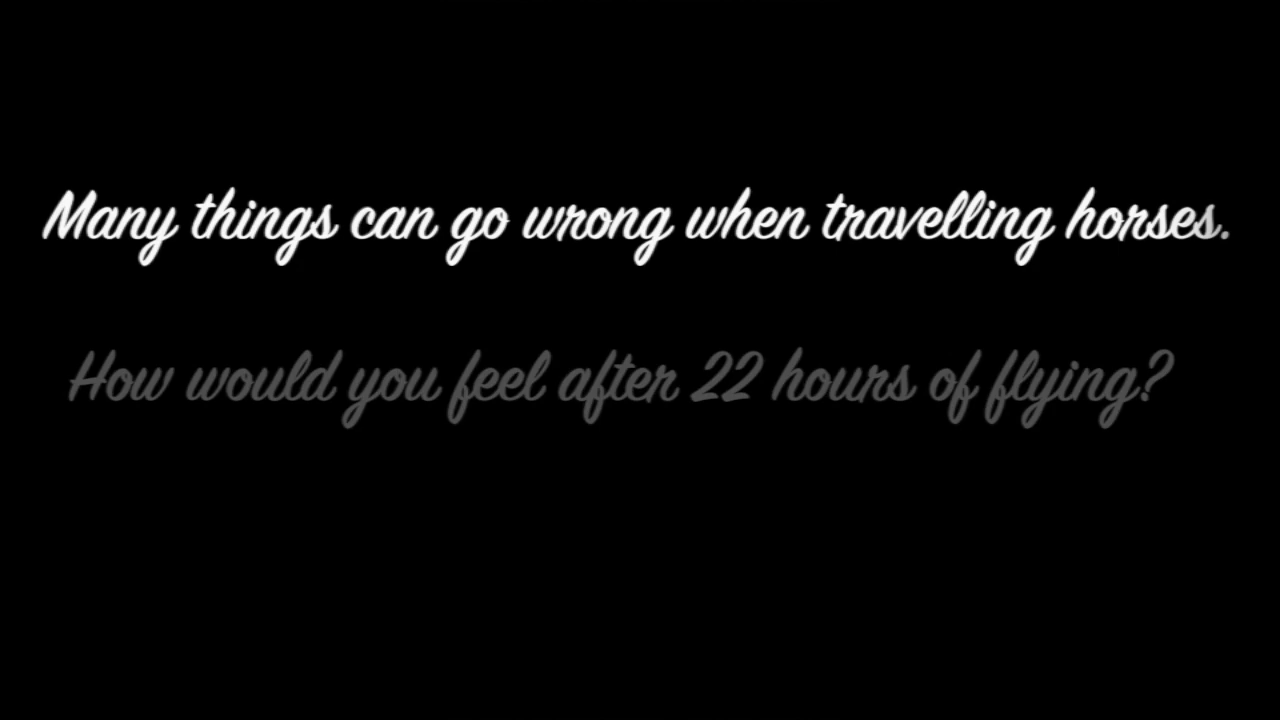 Many things can go wrong when travelling horses.
How would you feel after 22 hours of flying?